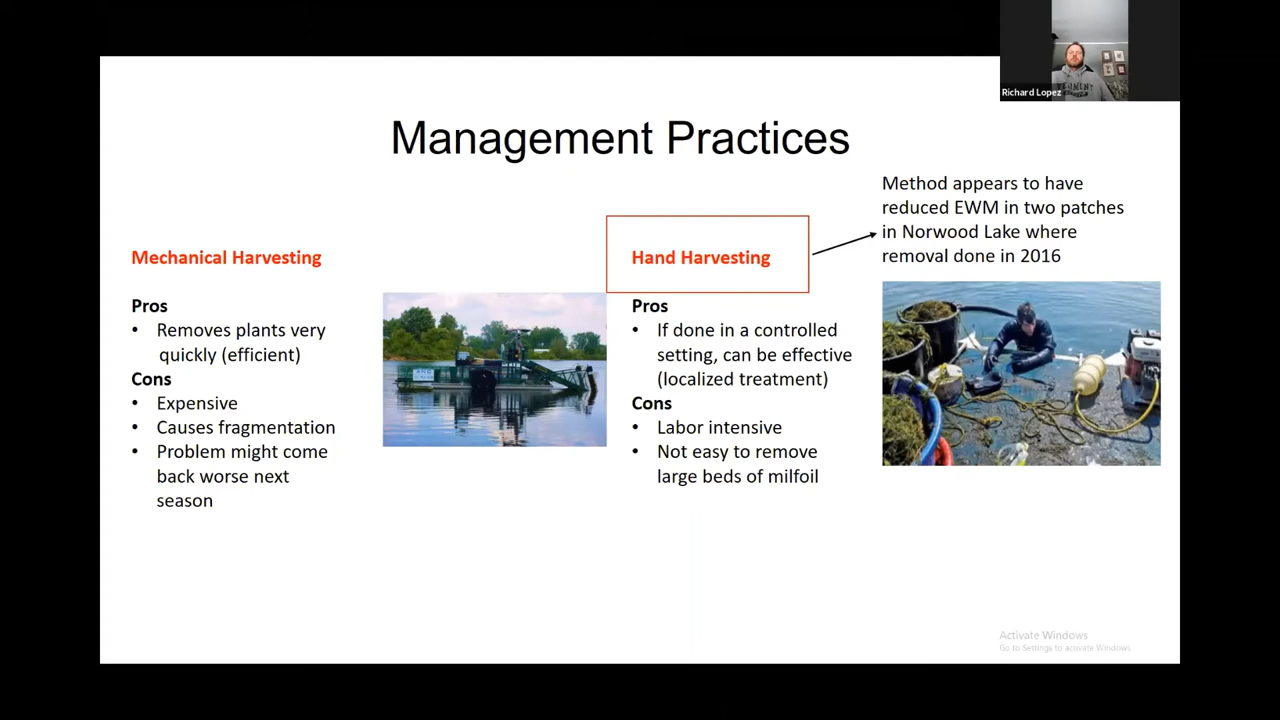 Richard Lopez
Management Practices
Mechanical Harvesting
Pros
• Removes plants very
quickly (efficient)
Cons
• Expensive
• Causes fragmentation
• Problem might come
back worse next
season
Hand Harvesting
Pros
• If done in a controlled
setting, can be effective
(localized treatment)
Cons
• Labor intensive
• Not easy to remove
large beds of milfoil
Method appears to have
reduced EWM in two patches
in Norwood Lake where
removal done in 2016
Activate Windows
Go to Settings to activate Windows.